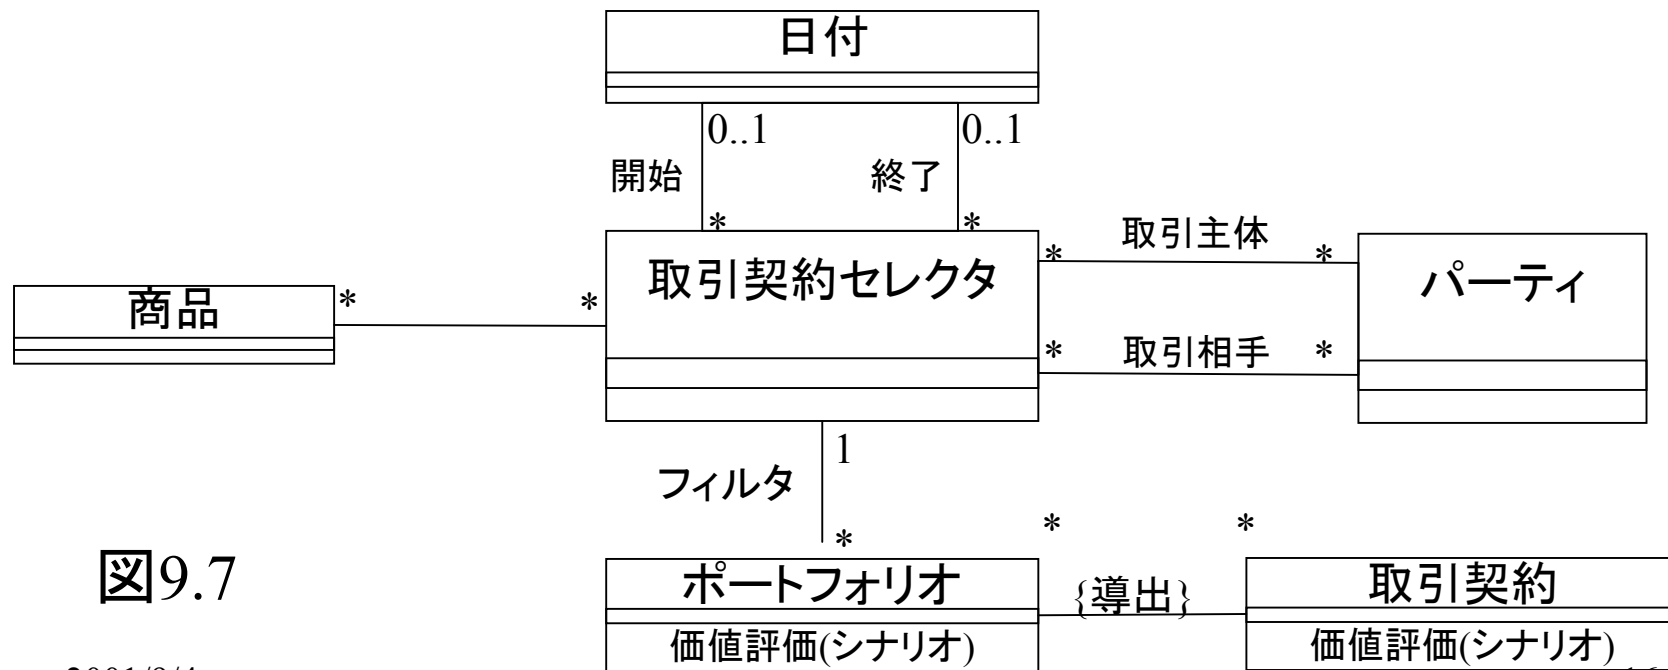 日付
0..1
0..1
開始
終了
*
*
取引契約セレクタ
*
取引主体
*
パーティ
商品
*
*
*
取引相手
*
1
フィルタ
*
*
*
図9.7
ポートフォリオ
{導出}
取引契約
価値評価(シナリオ)
価値評価(シナリオ)